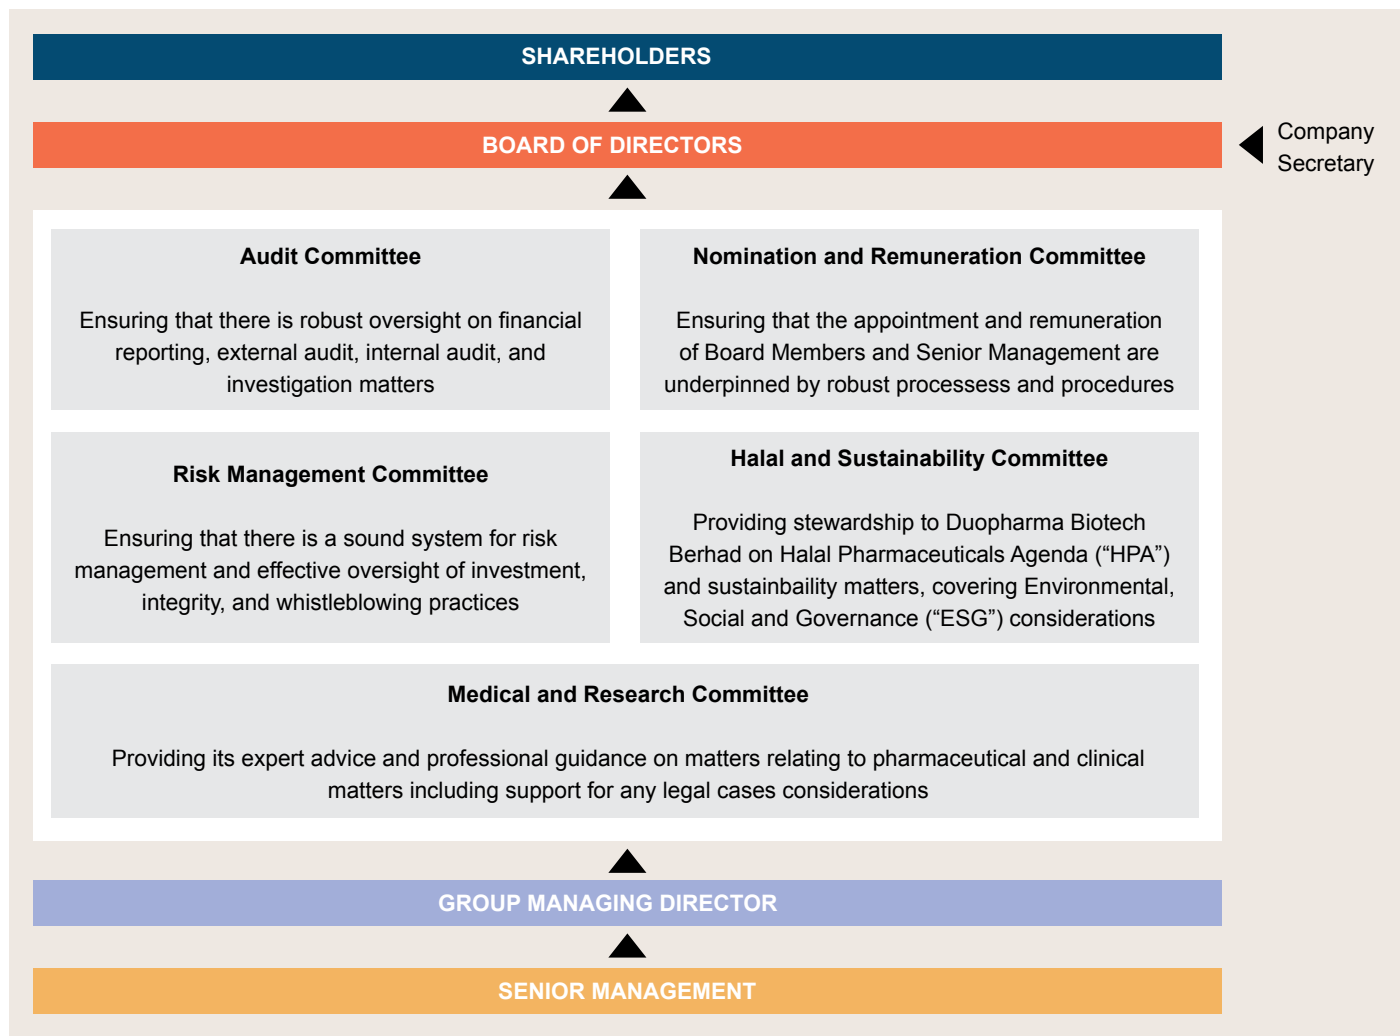 SHAREHOLDERS
BOARD OF DIRECTORS
Company
Secretary
Audit Committee
Ensuring that there is robust oversight on financial
reporting, external audit, internal audit, and
investigation matters
Nomination and Remuneration Committee
Ensuring that the appointment and remuneration
of Board Members and Senior Management are
underpinned by robust processess and procedures
Risk Management Committee
Ensuring that there is a sound system for risk
management and effective oversight of investment,
integrity, and whistleblowing practices
Halal and Sustainability Committee
Providing stewardship to Duopharma Biotech
Berhad on Halal Pharmaceuticals Agenda (“HPA”)
and sustainbaility matters, covering Environmental,
Social and Governance (“ESG”) considerations
Medical and Research Committee
Providing its expert advice and professional guidance on matters relating to pharmaceutical and clinical
matters including support for any legal cases considerations
GROUP MANAGING DIRECTOR
SENIOR MANAGEMENT